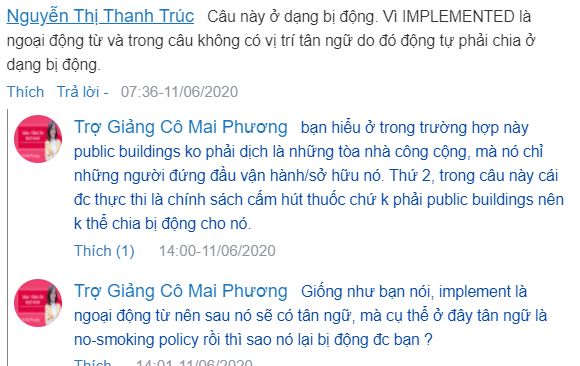 Nguyễn Thị Thanh Trúc Câu này ở dạng bị động. Vì IMPLEMENTED là
ngoại động từ và trong câu không có vị trí tân ngữ do đó động tự phải chia ở
dạng bị động.
Thích Trả lời - 07:36-11/06/2020
Trợ Giảng Cô Mai Phương bạn hiểu ở trong trường hợp này
public buildings ko phải dịch là những tòa nhà công cộng, mà nó chỉ
những người đứng đầu vận hành/sở hữu nó. Thứ 2, trong câu này cái
đc thực thi là chính sách cấm hút thuốc chứ k phải public buildings nên
k thể chia bị động cho nó.
Thích (1) 14:00-11/06/2020
Trợ Giảng Cô Mai Phương Giống như bạn nói, implement là
ngoại động từ nên sau nó sẽ có tân ngữ, mà cụ thể ở đây tân ngữ là
no-smoking policy rồi thì sao nó lại bị động đc bạn ?
Thích 14:01-11/06/2020